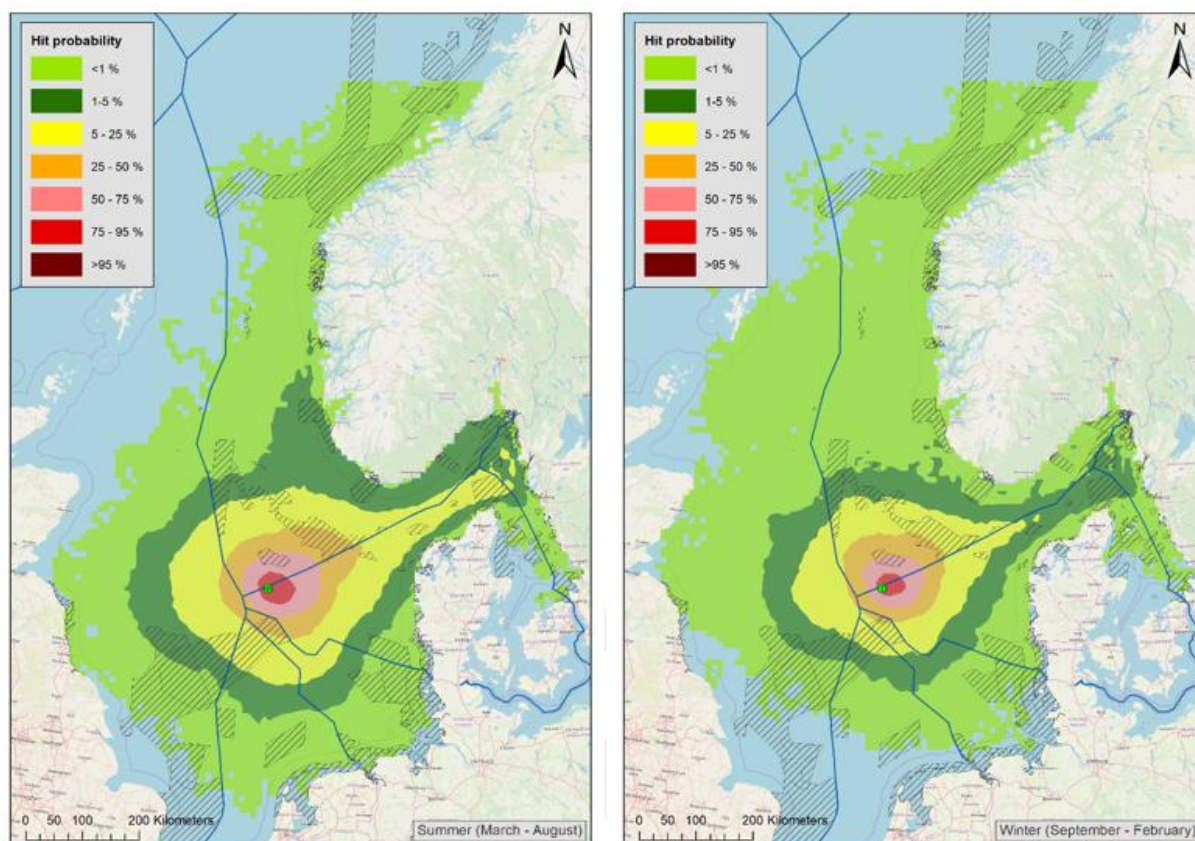 Hit probability
<1 %
1-5 %
5 - 25 %
25 - 50 %
50 - 75 %
75 - 95 %
>95 %
N
0 50 100 200 Kilometers
Summer (March - August)
Hit probability
<1 %
1-5 %
5 - 25 %
25 - 50 %
50 - 75 %
75 - 95 %
>95 %
N
0 50 100 200 Kilometers
Winter (September - February)